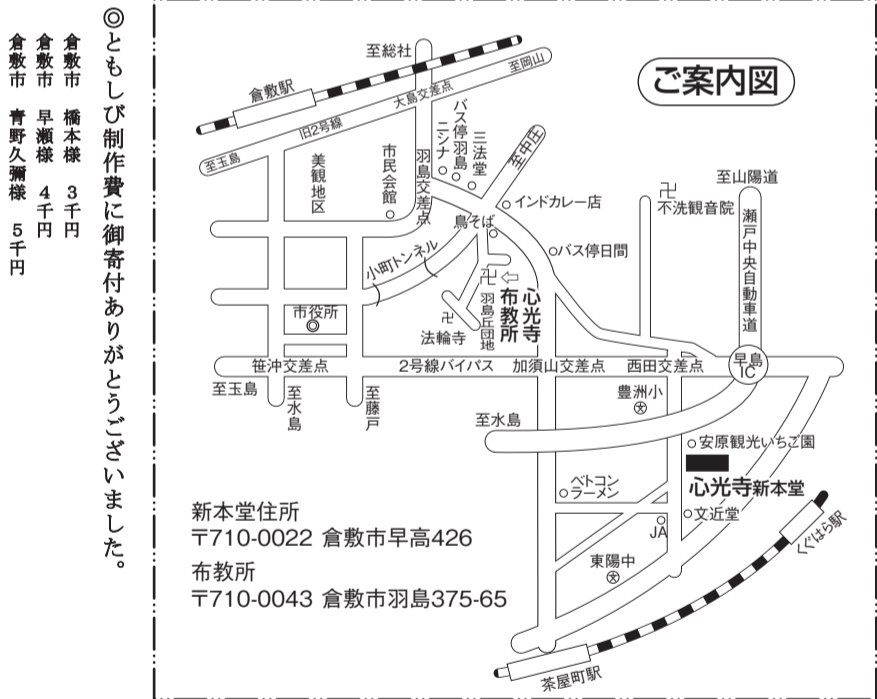 ◎ともしび制作費に御寄付ありがとうございました。
倉敷市 橋本様 3千円
倉敷市 早瀬様 4千円
倉敷市 青野久彌様 5千円
ご案内図
至総社
至岡山
倉敷駅
大島交差点
旧2号線
至玉島
美観地区
市民会館
羽島交差点
ニシナ
バス停羽島
三法堂
至中庄
インドカレー店
鳥そば
バス停日間
不洗観音院
至山陽道
瀬戸中央自動車道
小町トンネル
市役所
法輪寺
羽島丘団地
心光寺
布教所
笹沖交差点
2号線バイパス
加須山交差点
西田交差点
早島
IC
至玉島
至水島
至藤戸
至水島
豊洲小
安原観光いちご園
心光寺新本堂
ベトコン
ラーメン
文近堂
JA
東陽中
くぐはら駅
茶屋町駅
新本堂住所
〒710-0022 倉敷市早高426
布教所
〒710-0043 倉敷市羽島375-65